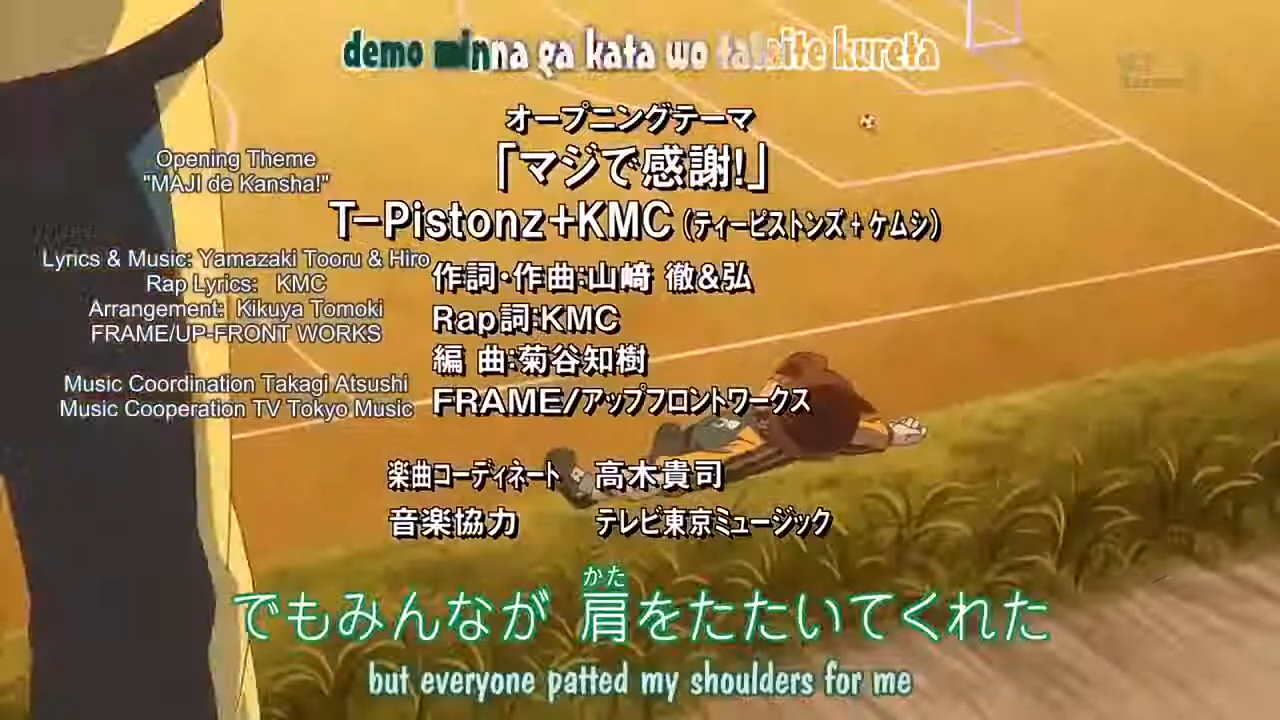 demo minna ga kata wo tataite kureta
オープニングテーマ
「マジで感謝!」
T-Pistonz+KMC(ティーピストンズ+ケムシ)
作詞・作曲:山﨑 徹&弘
Rap詞:KMC
編 曲:菊谷知樹
FRAME/アップフロントワークス
楽曲コーディネート 高木貴司
音楽協力 テレビ東京ミュージック
Opening Theme
"MAJI de Kansha!"
Lyrics & Music: Yamazaki Tooru & Hiro
Rap Lyrics: KMC
Arrangement: Kikuya Tomoki
FRAME/UP-FRONT WORKS
Music Coordination Takagi Atsushi
Music Cooperation TV Tokyo Music
かた
でもみんなが 肩をたたいてくれた
but everyone patted my shoulders for me